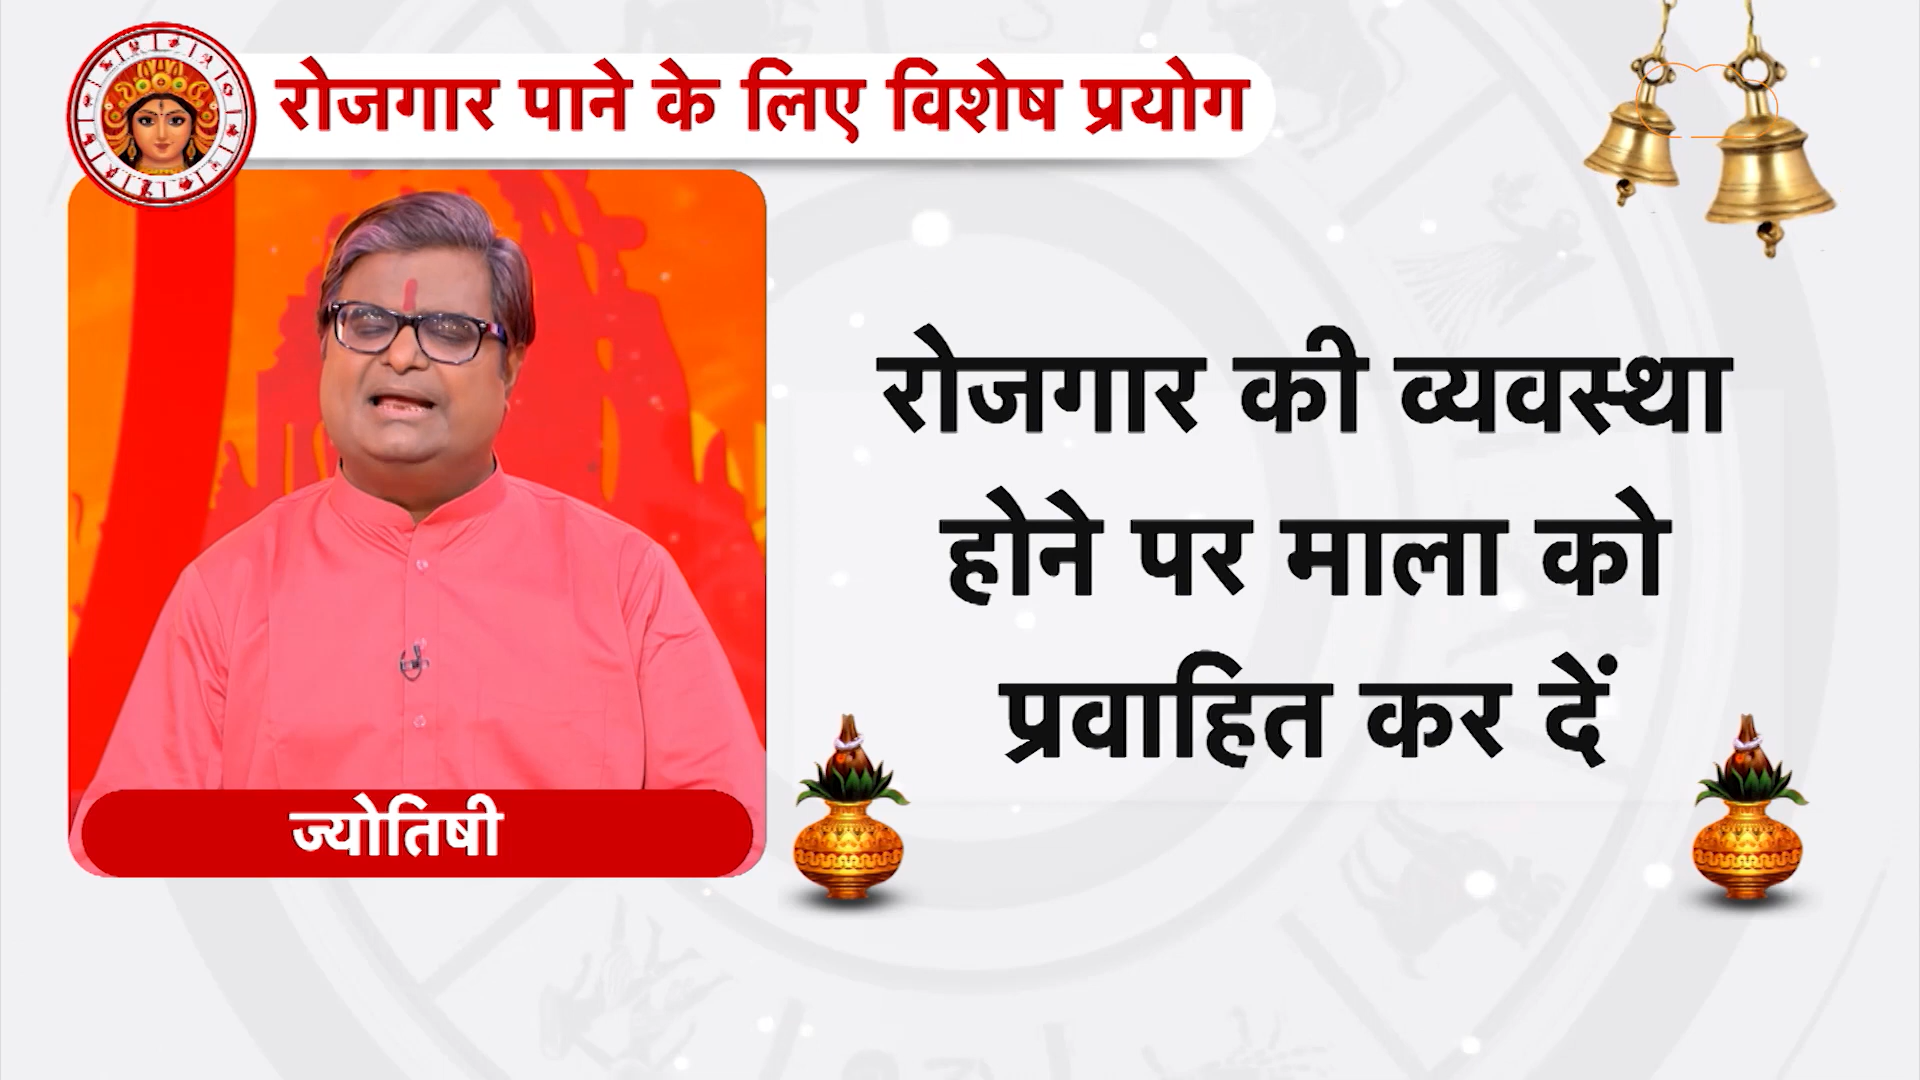 रोजगार पाने के लिए विशेष प्रयोग
रोजगार की व्यवस्था
होने पर माला को
प्रवाहित कर दें
ज्योतिषी